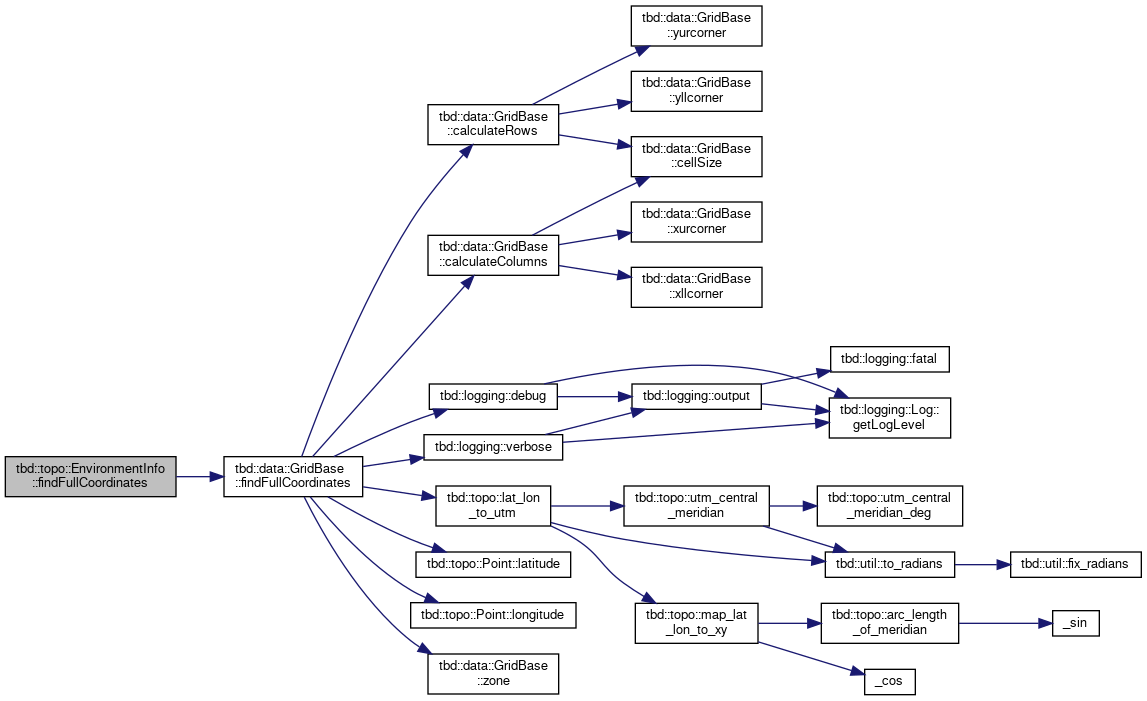 tbd::topo::EnvironmentInfo
::findFullCoordinates
tbd::data::GridBase
::findFullCoordinates
tbd::data::GridBase
::calculateRows
tbd::data::GridBase
::yurcorner
tbd::data::GridBase
::yllcorner
tbd::data::GridBase
::cellSize
tbd::data::GridBase
::calculateColumns
tbd::data::GridBase
::xurcorner
tbd::data::GridBase
::xllcorner
tbd::logging::debug
tbd::logging::output
tbd::logging::fatal
tbd::logging::Log::
getLogLevel
tbd::logging::verbose
tbd::topo::lat_lon
_to_utm
tbd::topo::utm_central
_meridian
tbd::topo::utm_central
_meridian_deg
tbd::util::to_radians
tbd::util::fix_radians
tbd::topo::map_lat
_lon_to_xy
tbd::topo::arc_length
_of_meridian
_sin
_cos
tbd::topo::Point::latitude
tbd::topo::Point::longitude
tbd::data::GridBase
::zone